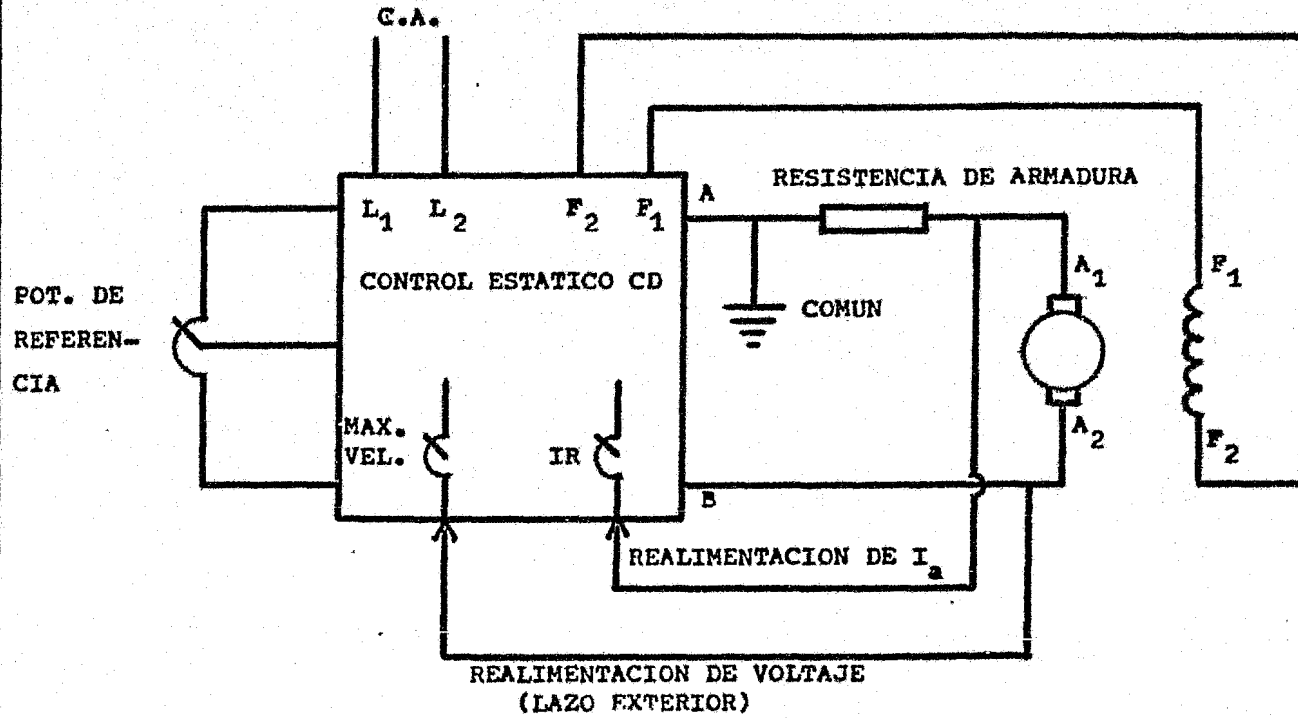 C.A.
RESISTENCIA DE ARMADURA
A
L1 L2 F2 F1
CONTROL ESTATICO CD
POT. DE
REFEREN-
CIA
COMUN
A1
F1
MAX.
VEL.
IR
A2
F2
B
REALIMENTACION DE Ia
REALIMENTACION DE VOLTAJE
(LAZO EXTERIOR)